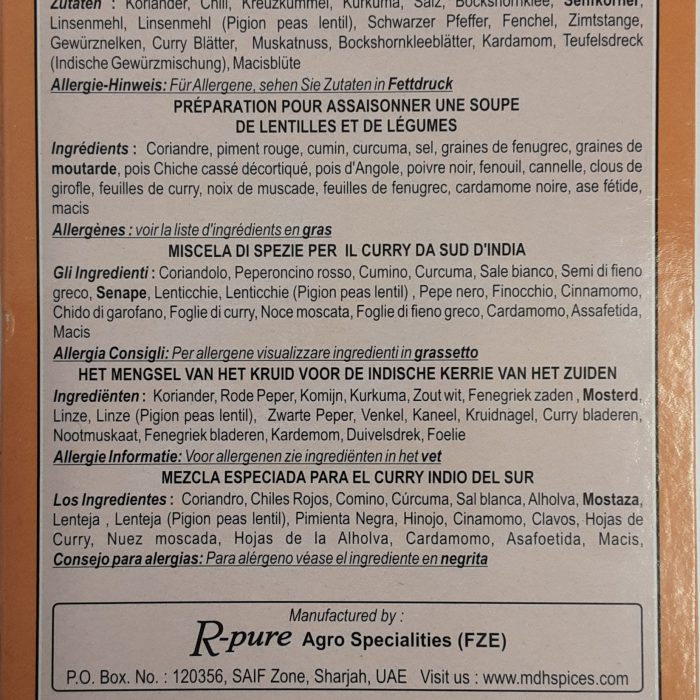 Zutaten : Koriander, Chili, Kreuzkümmel, Kurkuma, Salz, Bockshornklee, Senfkörner,
Linsenmehl, Linsenmehl (Pigion peas lentil), Schwarzer Pfeffer, Fenchel, Zimtstange,
Gewürznelken, Curry Blätter, Muskatnuss, Bockshornkleeblätter, Kardamom, Teufelsdreck
(Indische Gewürzmischung), Macisblüte
Allergie-Hinweis: Für Allergene, sehen Sie Zutaten in Fettdruck
PRÉPARATION POUR ASSAISONNER UNE SOUPE
DE LENTILLES ET DE LÉGUMES
Ingrédients : Coriandre, piment rouge, cumin, curcuma, sel, graines de fenugrec, graines de
moutarde, pois Chiche cassé décortiqué, pois d'Angole, poivre noir, fenouil, cannelle, clous de
girofle, feuilles de curry, noix de muscade, feuilles de fenugrec, cardamome noire, ase fétide,
macis
Allergènes : voir la liste d'ingrédients en gras
MISCELA DI SPEZIE PER IL CURRY DA SUD D'INDIA
Gli Ingredienti : Coriandolo, Peperoncino rosso, Cumino, Curcuma, Sale bianco, Semi di fieno
greco, Senape, Lenticchie, Lenticchie (Pigion peas lentil) , Pepe nero, Finocchio, Cinnamomo,
Chido di garofano, Foglie di curry, Noce moscata, Foglie di fieno greco, Cardamomo, Assafetida,
Macis
Allergia Consigli: Per allergene visualizzare ingredienti in grassetto
HET MENGSEL VAN HET KRUID VOOR DE INDISCHE KERRIE VAN HET ZUIDEN
Ingrediënten : Koriander, Rode Peper, Komijn, Kurkuma, Zout wit, Fenegriek zaden , Mosterd,
Linze, Linze (Pigion peas lentil), Zwarte Peper, Venkel, Kaneel, Kruidnagel, Curry bladeren,
Nootmuskaat, Fenegriek bladeren, Kardemom, Duivelsdrek, Foelie
Allergie Informatie: Voor allergenen zie ingrediënten in het vet
MEZCLA ESPECIADA PARA EL CURRY INDIO DEL SUR
Los Ingredientes : Coriandro, Chiles Rojos, Comino, Cúrcuma, Sal blanca, Alholva, Mostaza,
Lenteja , Lenteja (Pigion peas lentil), Pimienta Negra, Hinojo, Cinamomo, Clavos, Hojas de
Curry, Nuez moscada, Hojas de la Alholva, Cardamomo, Asafoetida, Macis,
Consejo para alergias: Para alérgeno véase el ingrediente en negrita
Manufactured by :
R-pure Agro Specialities (FZE)
P.O. Box. No. : 120356, SAIF Zone, Sharjah, UAE Visit us : www.mdhspices.com